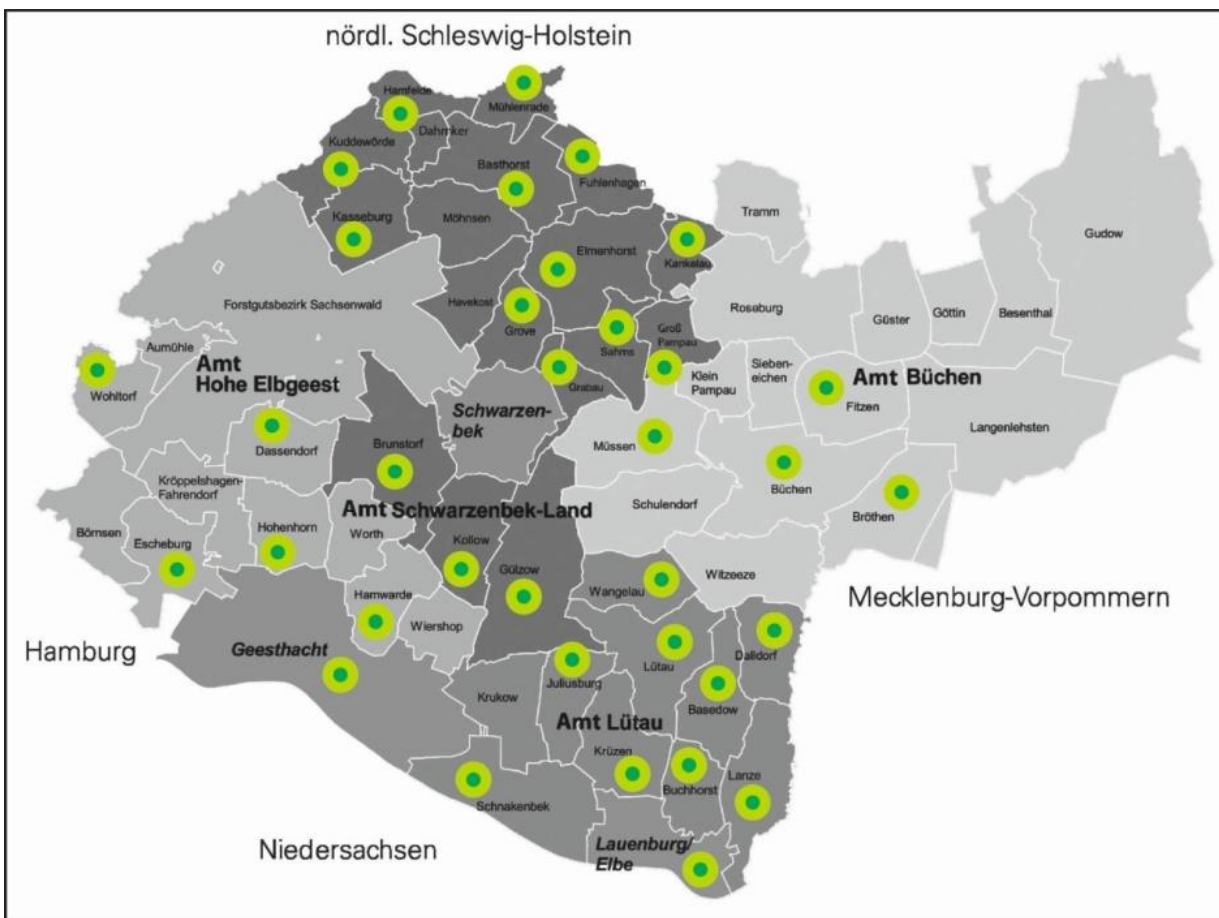 nördl. Schleswig-Holstein
Hamfelde
Mühlenrade
Dahmker
Kuddewörde
Basthorst
Fuhlenhagen
Tramm
Kasseburg
Möhnsen
Gudow
Elmenhorst
Kankelau
Forstgutsbezirk Sachsenwald
Havekost
Grove
Roseburg
Güster
Göttin
Besenthal
Aumühle
Sahms
Groß
Pampau
Wohltorf
Amt
Hohe Elbgeest
Grabau
Klein
Pampau
Sieben-
eichen
Amt Büchen
Fitzen
Schwarzen-
bek
Brunstorf
Dassendorf
Müssen
Langenlehsten
Kröppelshagen-
Fahrendorf
Büchen
Schulendorf
Bröthen
Amt Schwarzenbek-Land
Börnsen
Escheburg
Hohenhorn
Worth
Kollow
Gülzow
Wangelau
Witzeeze
Hamwarde
Wiershop
Mecklenburg-Vorpommern
Hamburg
Geesthacht
Lütau
Dalldorf
Juliusburg
Krukow
Basedow
Amt Lütau
Krüzen
Buchhorst
Lanze
Schnakenbek
Niedersachsen
Lauenburg/
Elbe